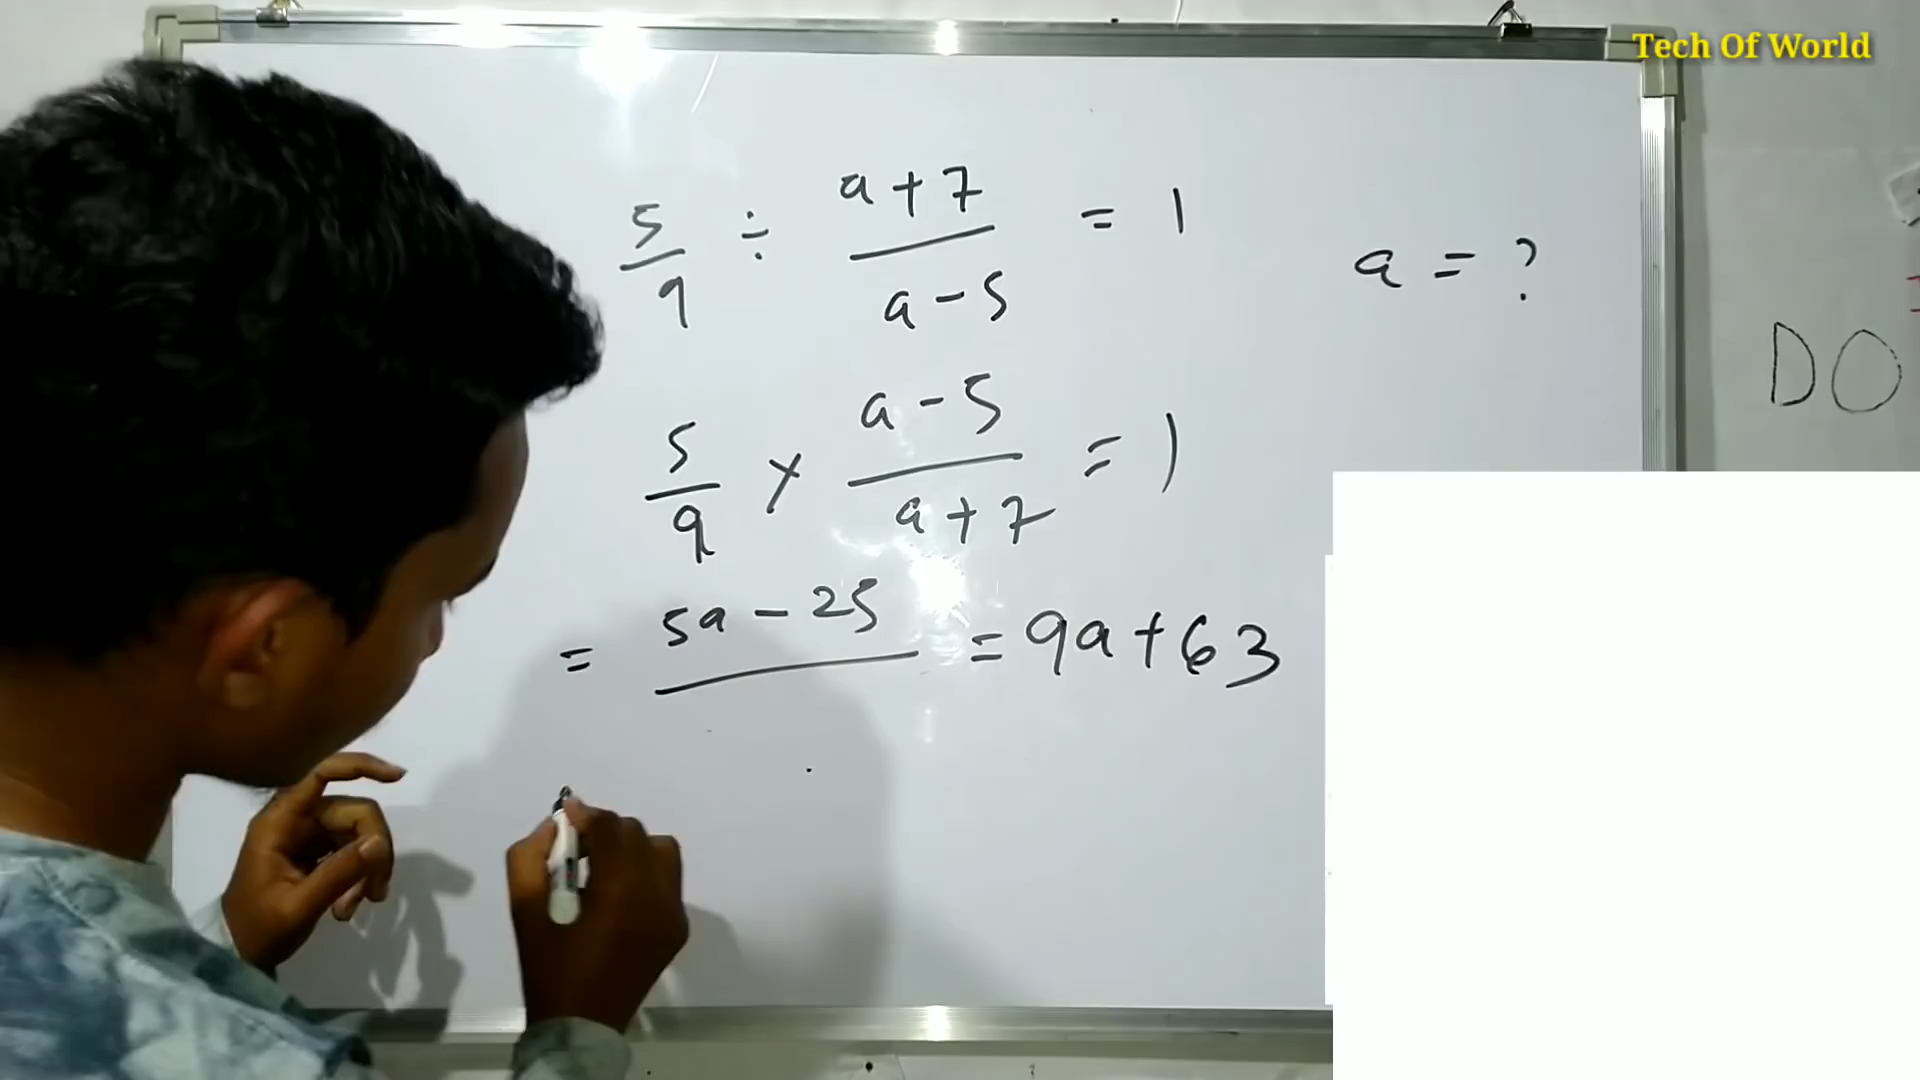 Tech Of World
5/9 ÷ a+7/a-5 = 1
a = ?
DO
5/9 × a-5/a+7 = 1
= 5a-25 = 9a+63